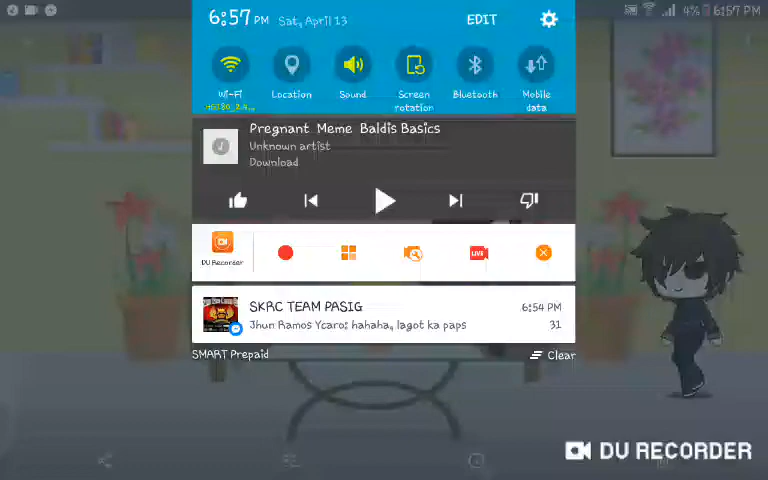 6:57 PM Sat, April 13 EDIT
4% 6:57 PM
Wi-Fi Location Sound Screen rotation Bluetooth Mobile data
Pregnant Meme Baldis Basics
Unknown artist
Download
DU Recorder
LIVE
SKRC TEAM PASIG 6:54 PM
Jhun Ramos Ycaro: hahaha, lagot ka paps 31
SMART Prepaid Clear
DU RECORDER